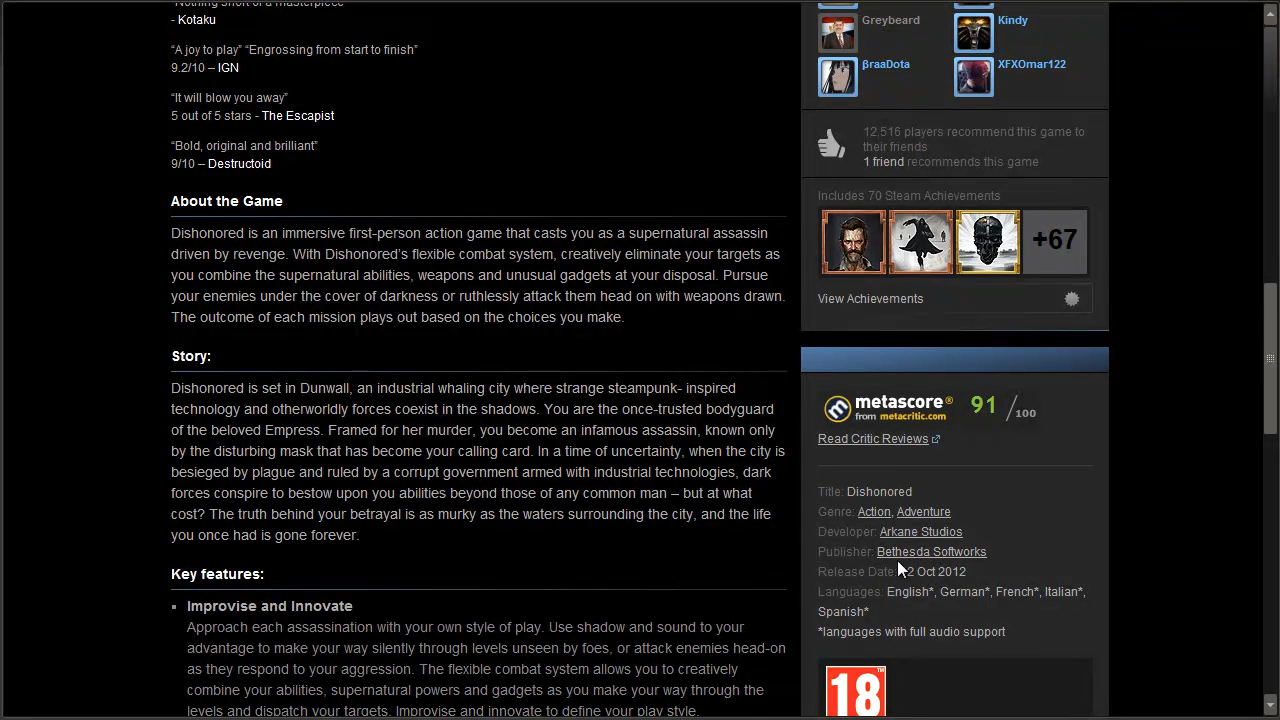 "Nothing short of a masterpiece"
- Kotaku
“A joy to play” “Engrossing from start to finish”
9.2/10 – IGN
“It will blow you away”
5 out of 5 stars - The Escapist
“Bold, original and brilliant”
9/10 – Destructoid
About the Game
Dishonored is an immersive first-person action game that casts you as a supernatural assassin
driven by revenge. With Dishonored’s flexible combat system, creatively eliminate your targets as
you combine the supernatural abilities, weapons and unusual gadgets at your disposal. Pursue
your enemies under the cover of darkness or ruthlessly attack them head on with weapons drawn.
The outcome of each mission plays out based on the choices you make.
Story:
Dishonored is set in Dunwall, an industrial whaling city where strange steampunk- inspired
technology and otherworldly forces coexist in the shadows. You are the once-trusted bodyguard
of the beloved Empress. Framed for her murder, you become an infamous assassin, known only
by the disturbing mask that has become your calling card. In a time of uncertainty, when the city is
besieged by plague and ruled by a corrupt government armed with industrial technologies, dark
forces conspire to bestow upon you abilities beyond those of any common man – but at what
cost? The truth behind your betrayal is as murky as the waters surrounding the city, and the life
you once had is gone forever.
Key features:
Improvise and Innovate
Approach each assassination with your own style of play. Use shadow and sound to your
advantage to make your way silently through levels unseen by foes, or attack enemies head-on
as they respond to your aggression. The flexible combat system allows you to creatively
combine your abilities, supernatural powers and gadgets as you make your way through the
levels and dispatch your targets. Improvise and innovate to define your play style.
Greybeard
Kindy
βraaDota
XFXOmar122
12,516 players recommend this game to
their friends
1 friend recommends this game
Includes 70 Steam Achievements
+67
View Achievements
metascore® 91 /100
from metacritic.com
Read Critic Reviews
Title: Dishonored
Genre: Action, Adventure
Developer: Arkane Studios
Publisher: Bethesda Softworks
Release Date: 2 Oct 2012
Languages: English*, German*, French*, Italian*,
Spanish*
*languages with full audio support
18